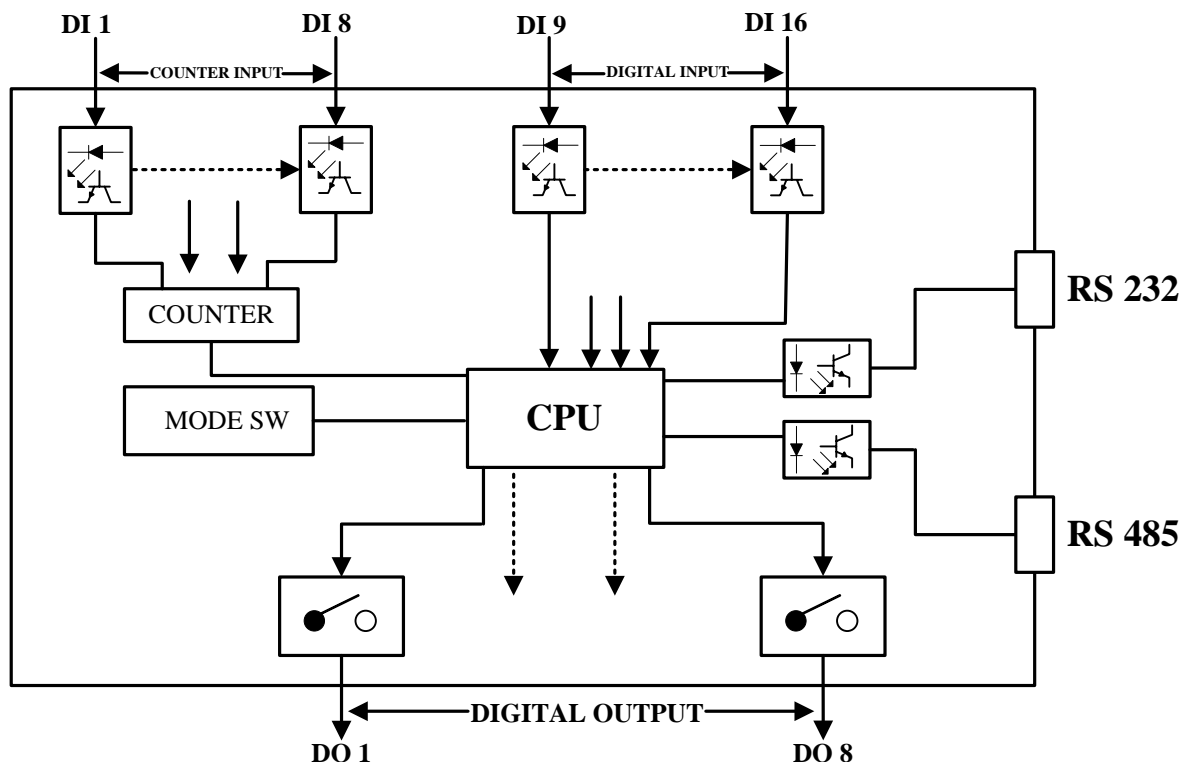 DI 1
DI 8
DI 9
DI 16
COUNTER INPUT
DIGITAL INPUT
RS 232
COUNTER
MODE SW
CPU
RS 485
DIGITAL OUTPUT
DO 1
DO 8